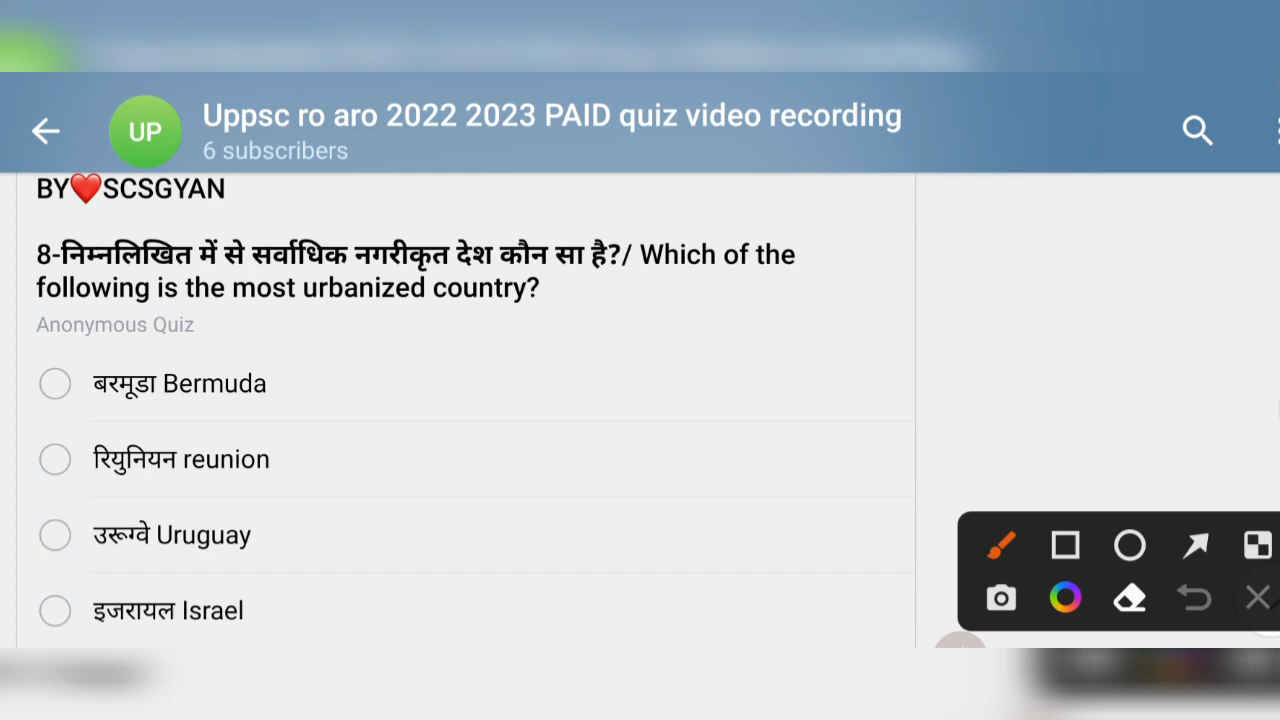 UP
Uppsc ro aro 2022 2023 PAID quiz video recording
6 subscribers
BY❤️SCSGYAN
8-निम्नलिखित में से सर्वाधिक नगरीकृत देश कौन सा है?/ Which of the
following is the most urbanized country?
Anonymous Quiz
बरमूडा Bermuda
रियुनियन reunion
उरूग्वे Uruguay
इजरायल Israel